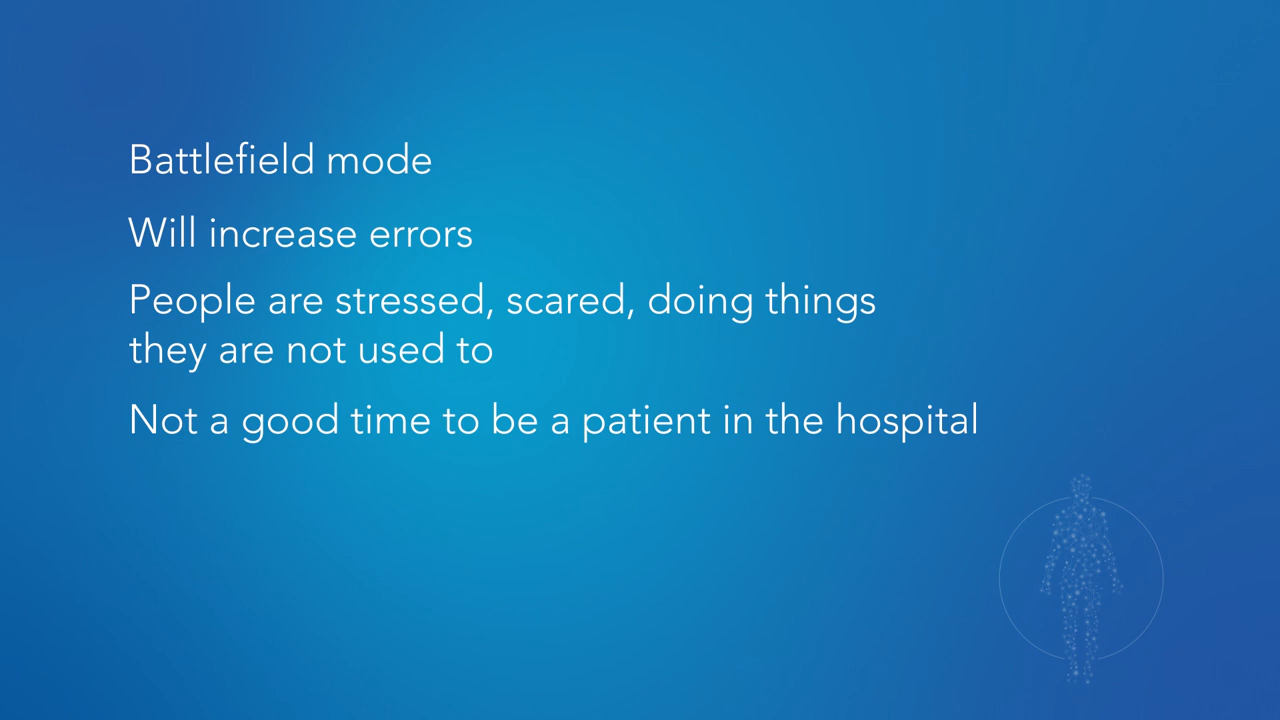 Battlefield mode
Will increase errors
People are stressed, scared, doing things
they are not used to
Not a good time to be a patient in the hospital